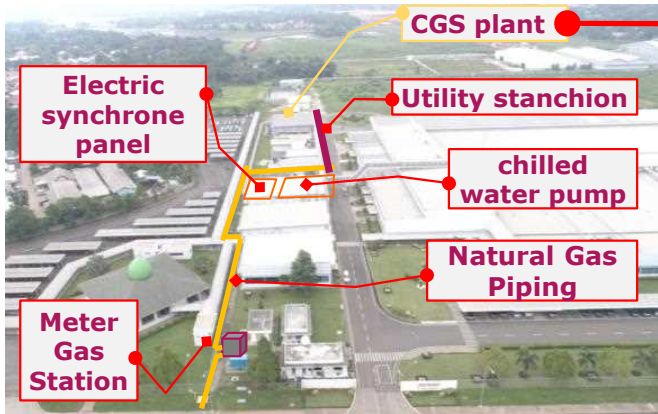 CGS plant
Electric
synchrone
panel
Utility stanchion
chilled
water pump
Natural Gas
Piping
Meter
Gas
Station